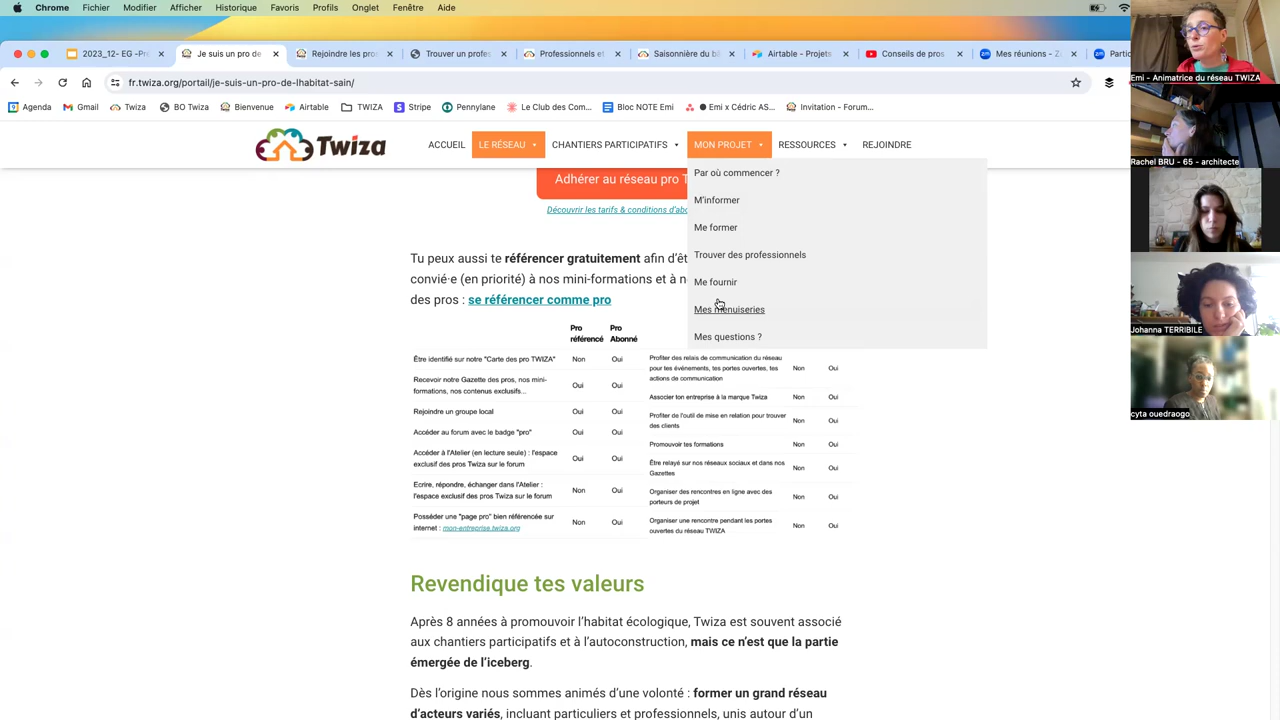 Chrome Fichier Modifier Affichage Historique Favoris Profils Onglet Fenêtre Aide
2023_12 - EG -Pr
Je suis un pro de
Rejoindre les pro
Trouver un profes
Professionnels Ar
Saisonnière du bâ
Airtable - Projets
Conseils de pros
Mes réunions - Z
Partici
fr.twiza.org/portail/je-suis-un-pro-de-lhabitat-sain/
Agenda Gmail Twiza BO Twiza Bienvenue Airtable TWIZA Stripe Pennylane Le Club des Com... Bloc NOTE Emi Emi x Cédric AS... Invitation - Forum...
Twiza
ACCUEIL LE RÉSEAU CHANTIERS PARTICIPATIFS MON PROJET RESSOURCES REJOINDRE
Par où commencer ?
M'informer
Me former
Trouver des professionnels
Me fournir
Mes menuiseries
Mes questions ?
Adhérer au réseau pro T
Découvrir les tarifs & conditions d'abo
Tu peux aussi te référencer gratuitement afin d'êt
convié·e (en priorité) à nos mini-formations et à n
des pros : se référencer comme pro
Pro référencé
Pro Abonné
Être identifié sur notre "Carte des pro TWIZA" Non Oui
Recevoir notre Gazette des pros, nos mini-
formations, nos contenus exclusifs... Oui Oui
Rejoindre un groupe local Oui Oui
Accéder au forum avec le badge "pro" Oui Oui
Accéder à l'Atelier (en lecture seule) : l'espace
exclusif des pros Twiza sur le forum Oui Oui
Ecrire, répondre, échanger dans l'Atelier :
l'espace exclusif des pros Twiza sur le forum Non Oui
Posséder une "page pro" bien référencée sur
internet : mon-entreprise.twiza.org Non Oui
Profiter des relais de communication du réseau
pour tes événements, tes portes ouvertes, tes
actions de communication Non Oui
Associer ton entreprise à la marque Twiza Non Oui
Profiter de l'outil de mise en relation pour trouver
des clients Non Oui
Promouvoir tes formations Non Oui
Être relayé sur nos réseaux sociaux et dans nos
Gazettes Non Oui
Organiser des rencontres en ligne avec des
porteurs de projet Non Oui
Organiser une rencontre pendant les portes
ouvertes du réseau TWIZA Non Oui
Revendique tes valeurs
Après 8 années à promouvoir l'habitat écologique, Twiza est souvent associé
aux chantiers participatifs et à l'autoconstruction, mais ce n'est que la partie
émergée de l'iceberg.
Dès l'origine nous sommes animés d'une volonté : former un grand réseau
d'acteurs variés, incluant particuliers et professionnels, unis autour d'un
Emi - Animatrice du réseau TWIZA
Rachel BRU - 65 - architecte
Johanna TERRIBILE
cyta ouedraogo